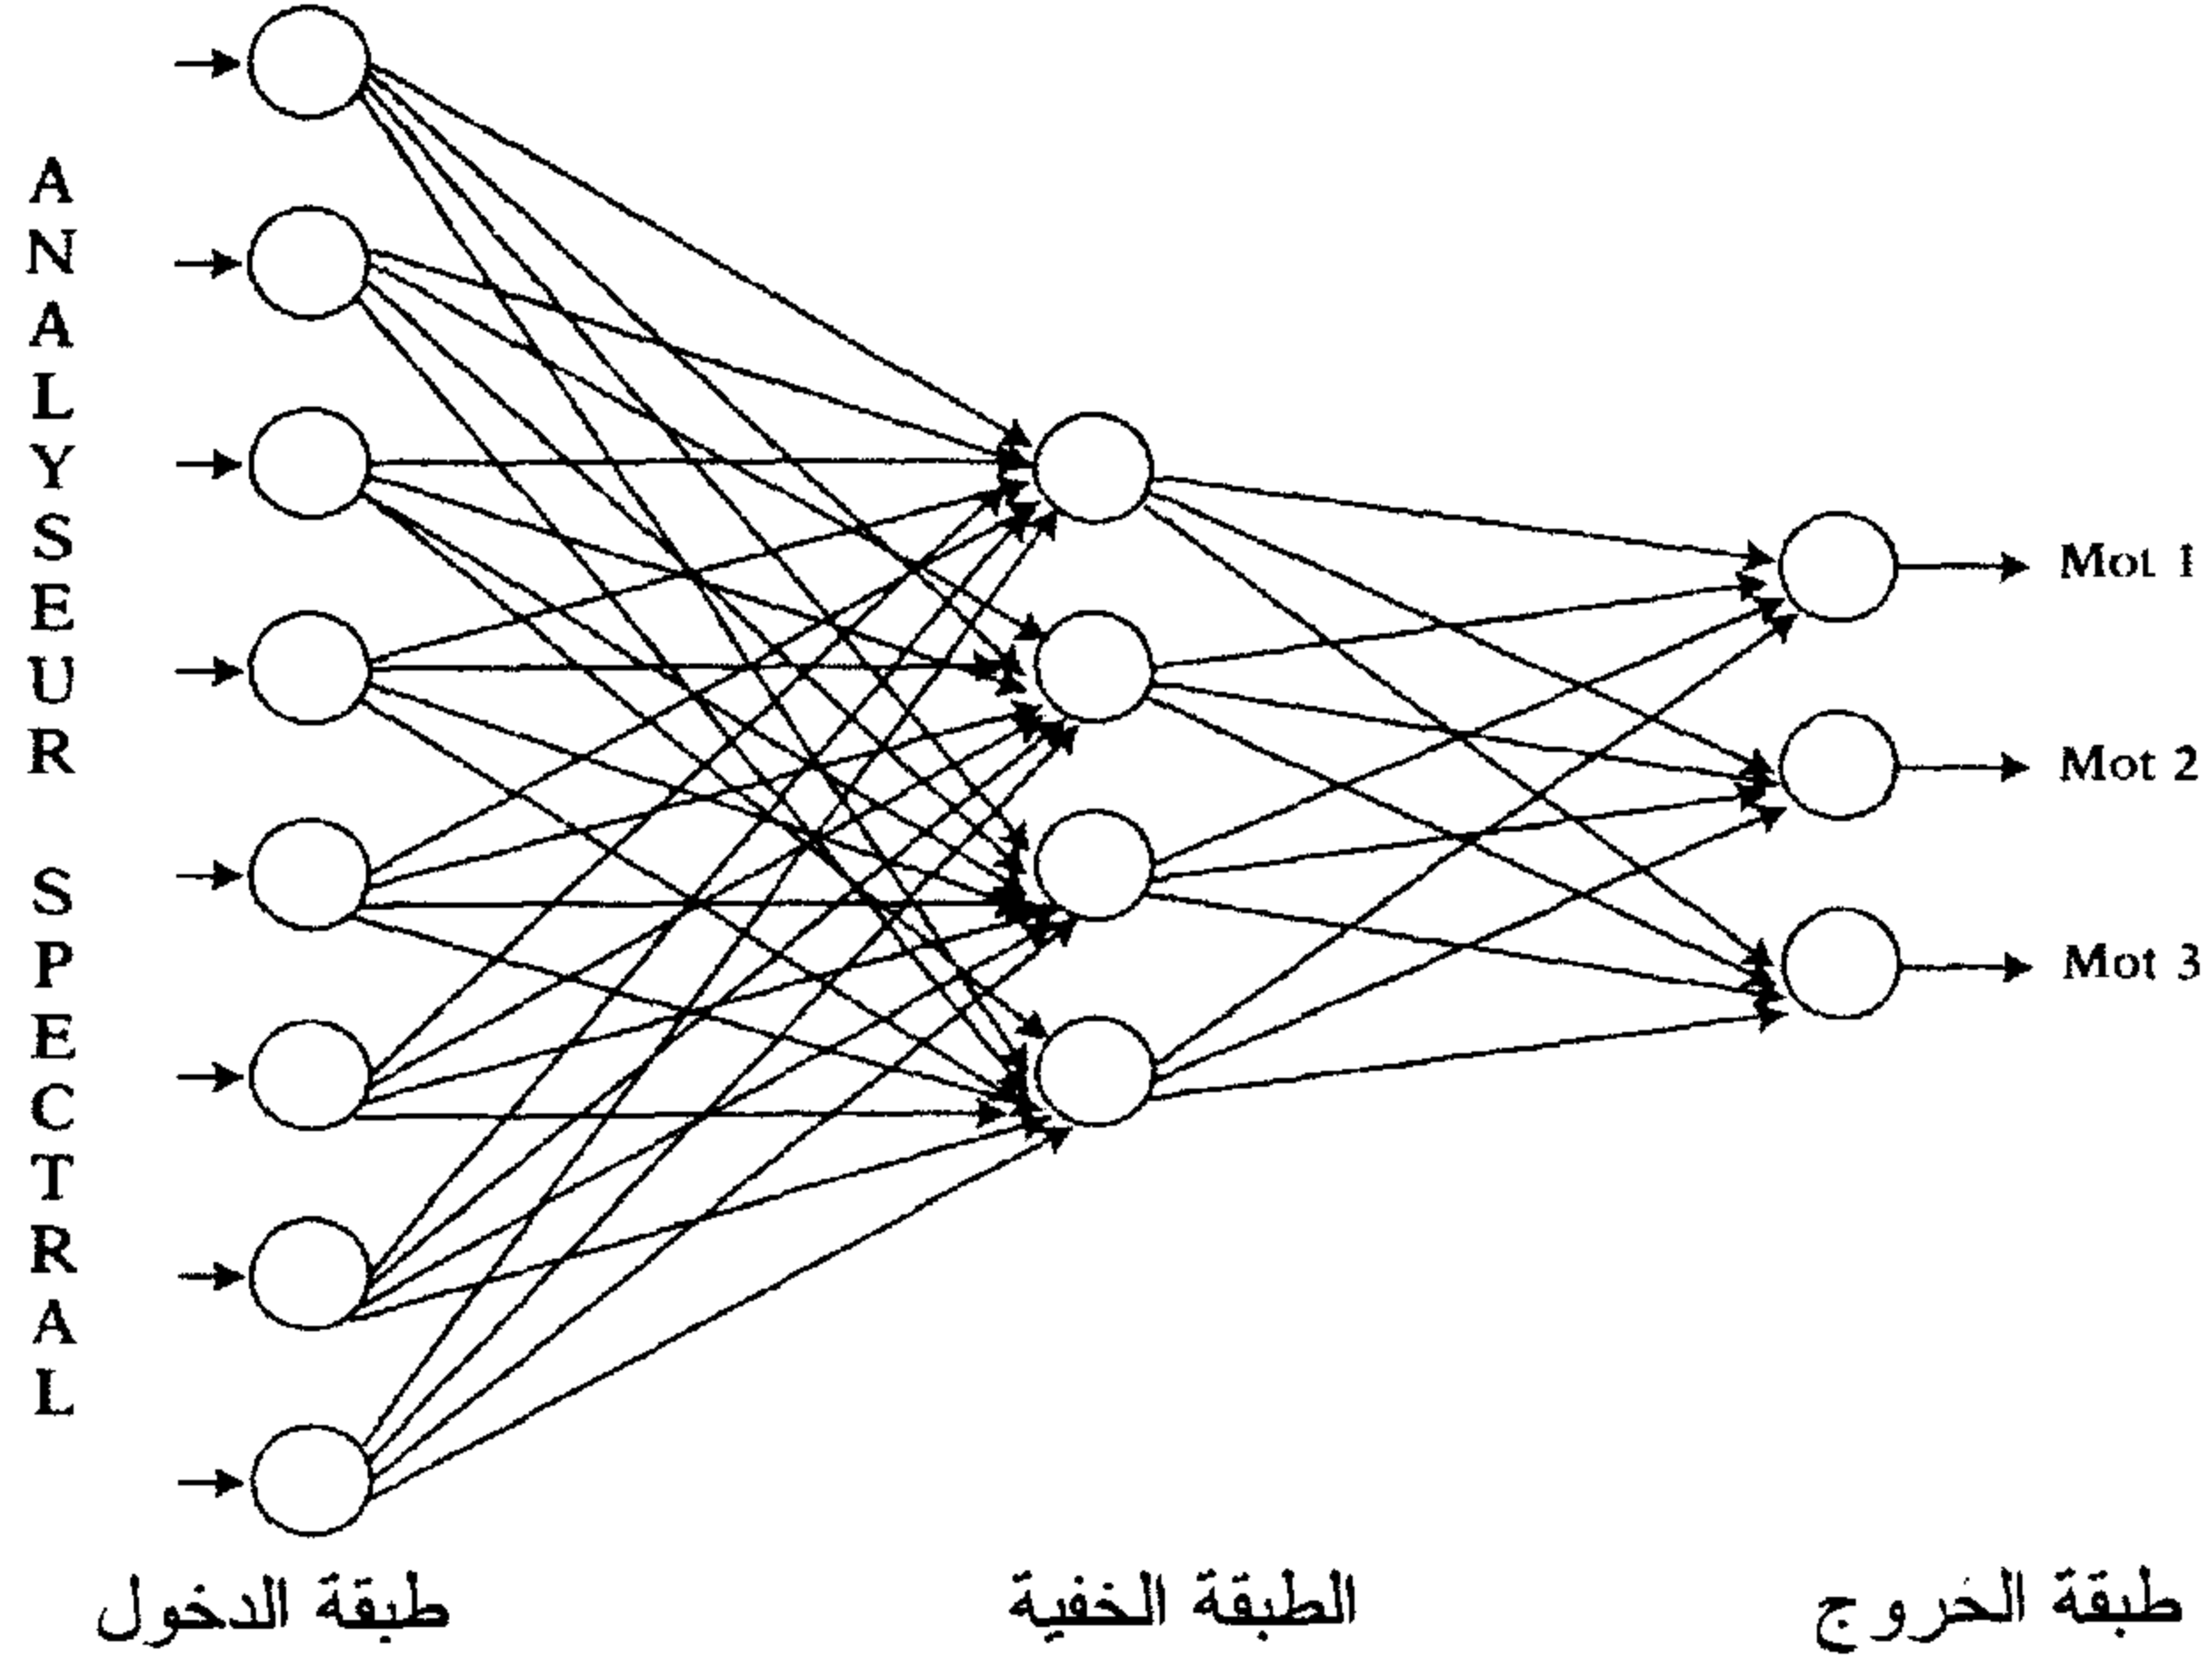 ANALYSEUR SPECTRAL
Mot 1
Mot 2
Mot 3
طبقة الدخول
الطبقة الخفية
طبقة الخروج